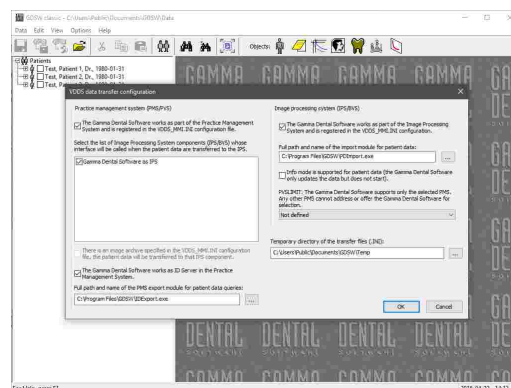 GDSW classic - C:\Users\Public\Documents\GDSW\Data
Data Edit View Options Help
Objects:
Patients
Test, Patient 1, Dr., 1980-01-31
Test, Patient 2, Dr., 1980-01-31
VDDS data transfer configuration
Practice management system (PMS/PVS)
The Gamma Dental Software works as part of the Practice Management
System and is registered in the VDDS_MMI.INI configuration file.
Select the list of Image Processing System components (IPS/BVS) whose
interface will be called when the patient data are transferred to the IPS.
Gamma Dental Software as IPS
There is an image archive specified in the VDDS_MMI.INI configuration
file, the patient data will be transferred to that IPS component.
The Gamma Dental Software works as ID Server in the Practice
Management System.
Full path and name of the PMS export module for patient data queries:
C:\Program Files\GDSW\IDExport.exe
...
Image processing system (IPS/BVS)
The Gamma Dental Software works as part of the Image Processing
System and is registered in the VDDS_MMI.INI configuration.
Full path and name of the import module for patient data:
C:\Program Files\GDSW\PDImport.exe
...
Info mode is supported for patient data (the Gamma Dental Software
only updates the data but does not start).
PVSLIMIT: The Gamma Dental Software supports only the selected PMS.
Any other PMS cannot address or offer the Gamma Dental Software for
selection.
Not defined
Temporary directory of the transfer files (.INI):
C:\Users\Public\Documents\GDSW\Temp
...
OK Cancel
GAMMA GAMMA GAMMA GAMMA
DENTAL DENTAL DENTAL DENTAL
GAMMA GAMMA GAMMA GAMMA